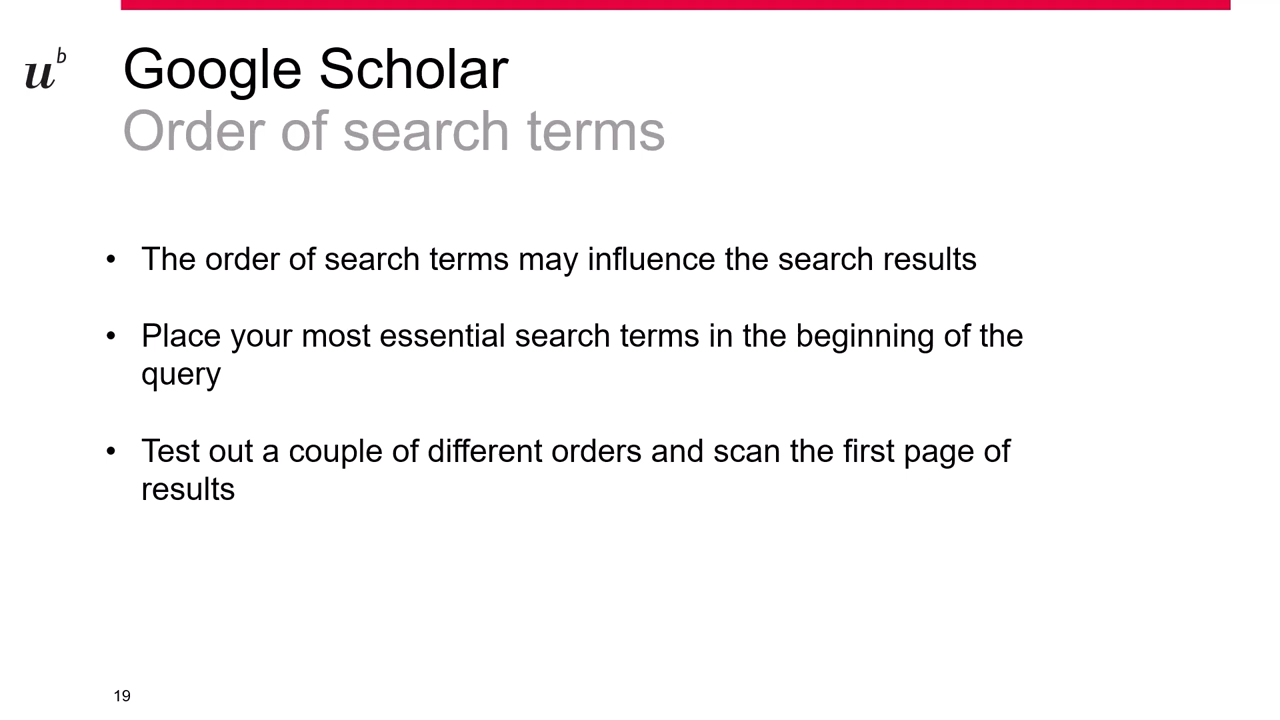 u^b
Google Scholar
Order of search terms
• The order of search terms may influence the search results
• Place your most essential search terms in the beginning of the
query
• Test out a couple of different orders and scan the first page of
results
19